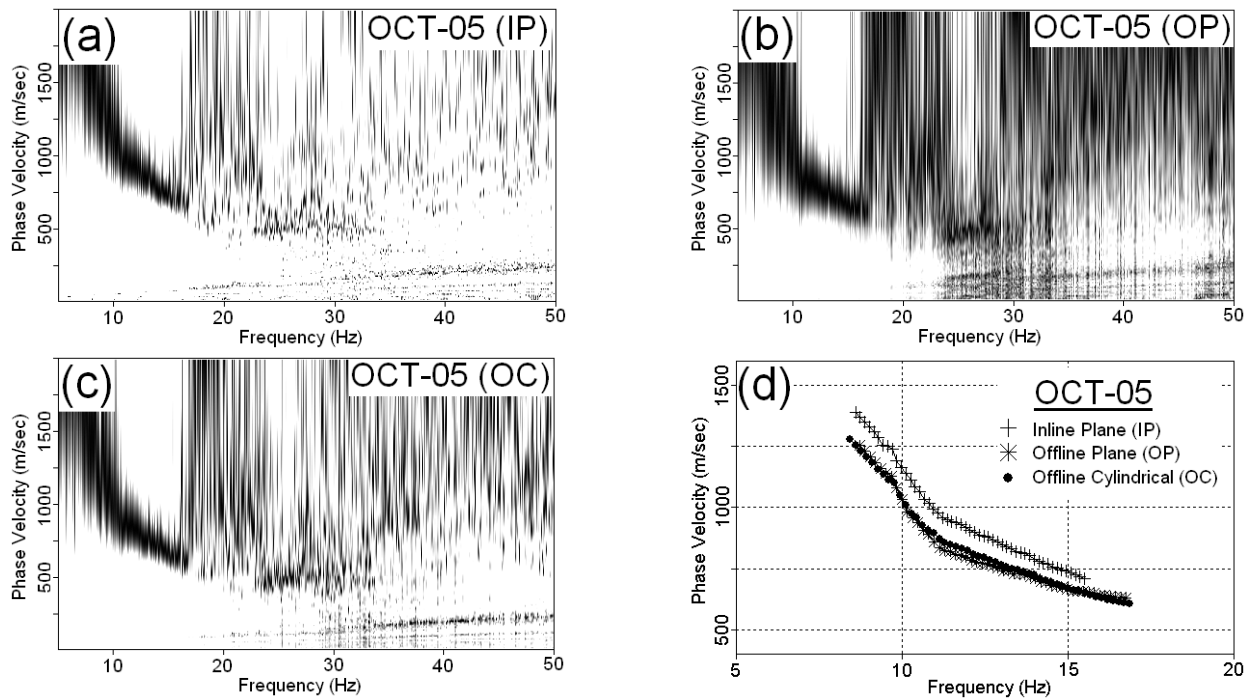 (a)
OCT-05 (IP)
Phase Velocity (m/sec)
1500
1000
500
10 20 30 40 50
Frequency (Hz)
(b)
OCT-05 (OP)
Phase Velocity (m/sec)
1500
1000
500
10 20 30 40 50
Frequency (Hz)
(c)
OCT-05 (OC)
Phase Velocity (m/sec)
1500
1000
500
10 20 30 40 50
Frequency (Hz)
(d)
OCT-05
Inline Plane (IP)
Offline Plane (OP)
Offline Cylindrical (OC)
Phase Velocity (m/sec)
1500
1000
500
5 10 15 20
Frequency (Hz)